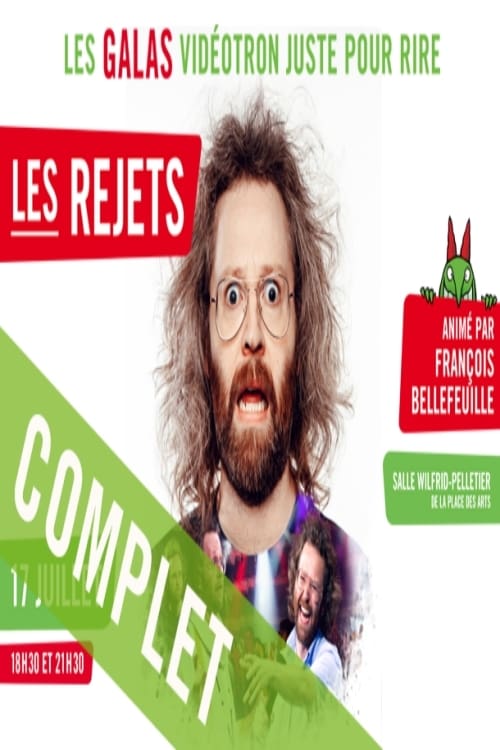 LES GALAS VIDÉOTRON JUSTE POUR RIRE
LES REJETS
ANIMÉ PAR
FRANÇOIS
BELLEFEUILLE
SALLE WILFRID-PELLETIER
DE LA PLACE DES ARTS
COMPLET
17 JUILLET
18H30 ET 21H30